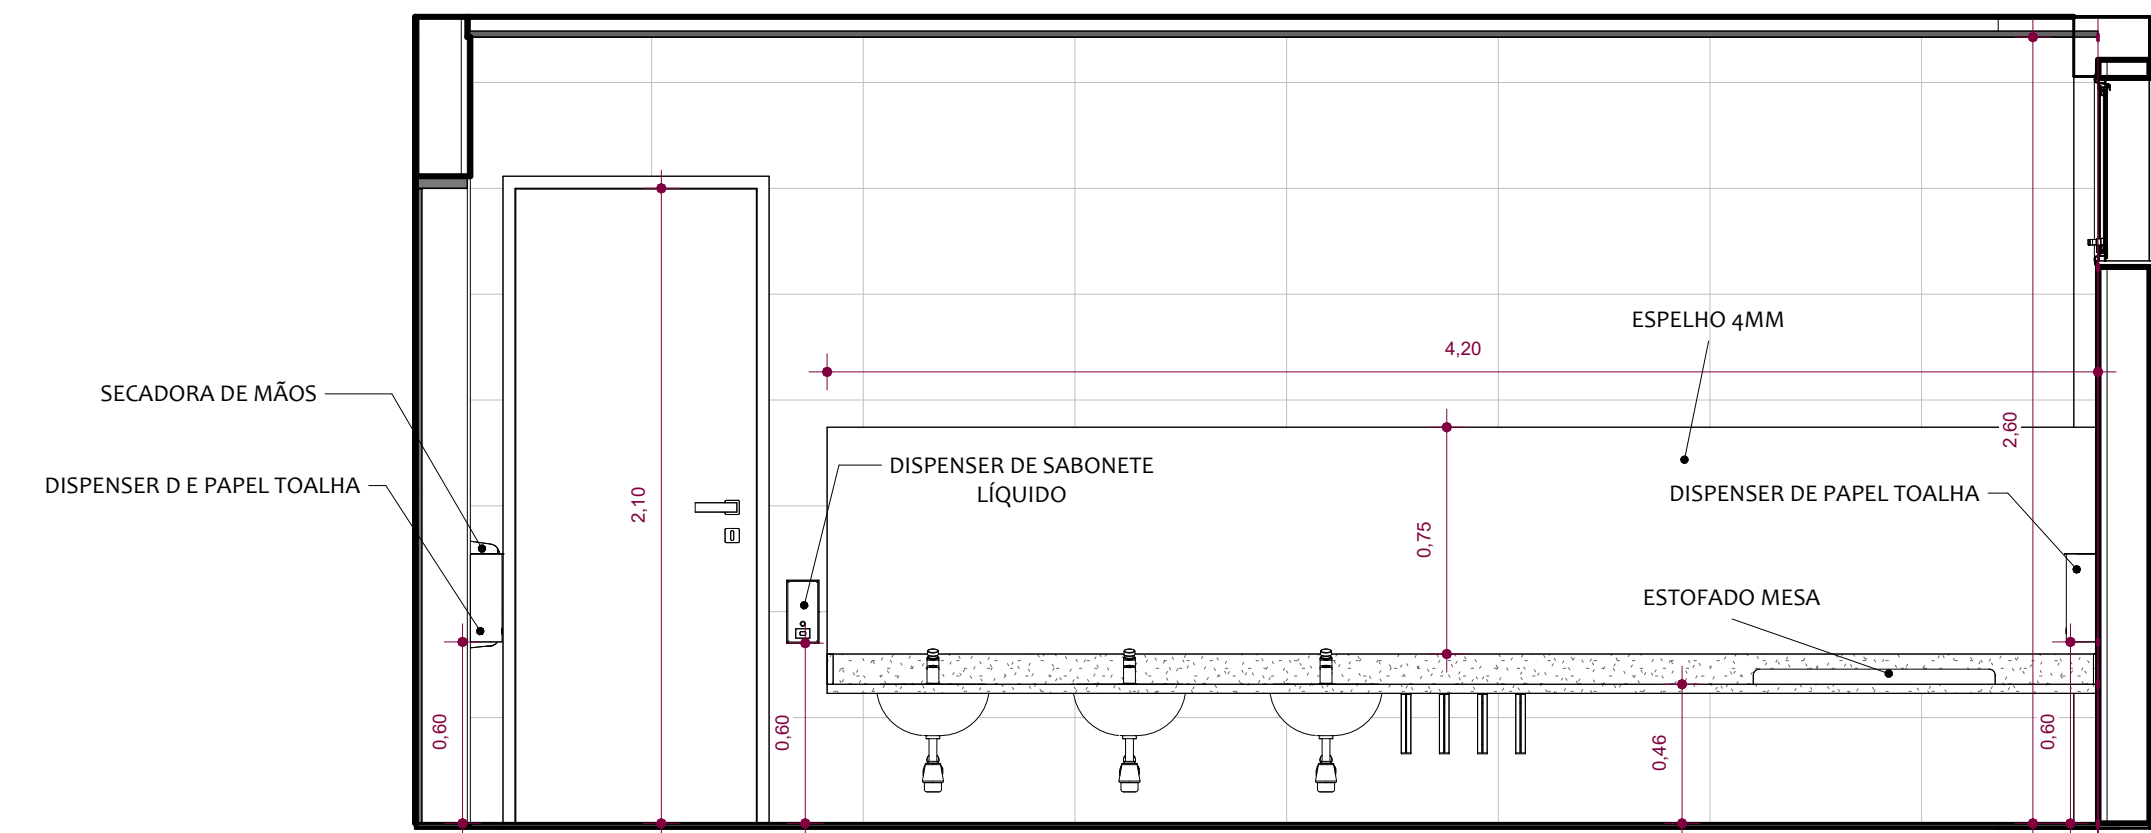 ESPELHO 4MM
4,20
SECADORA DE MÃOS
2,60
DISPENSER DE SABONETE
LÍQUIDO
DISPENSER D E PAPEL TOALHA
DISPENSER DE PAPEL TOALHA
2,10
0,75
ESTOFADO MESA
0,60
0,60
0,46
0,60